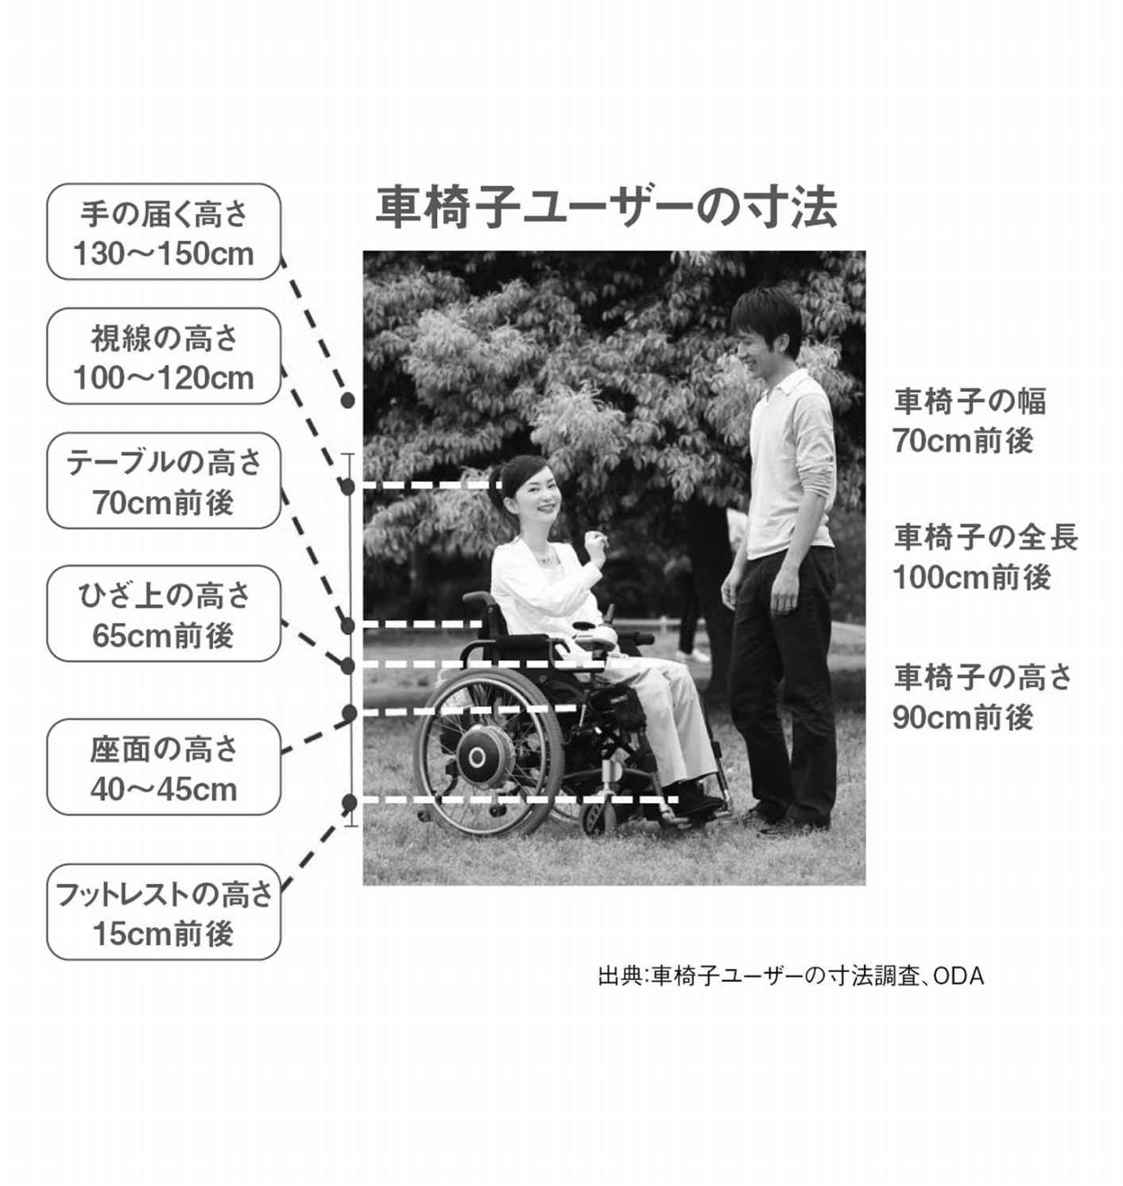 車椅子ユーザーの寸法
手の届く高さ
130〜150cm
視線の高さ
100〜120cm
テーブルの高さ
70cm前後
ひざ上の高さ
65cm前後
座面の高さ
40〜45cm
フットレストの高さ
15cm前後
車椅子の幅
70cm前後
車椅子の全長
100cm前後
車椅子の高さ
90cm前後
出典:車椅子ユーザーの寸法調査、ODA